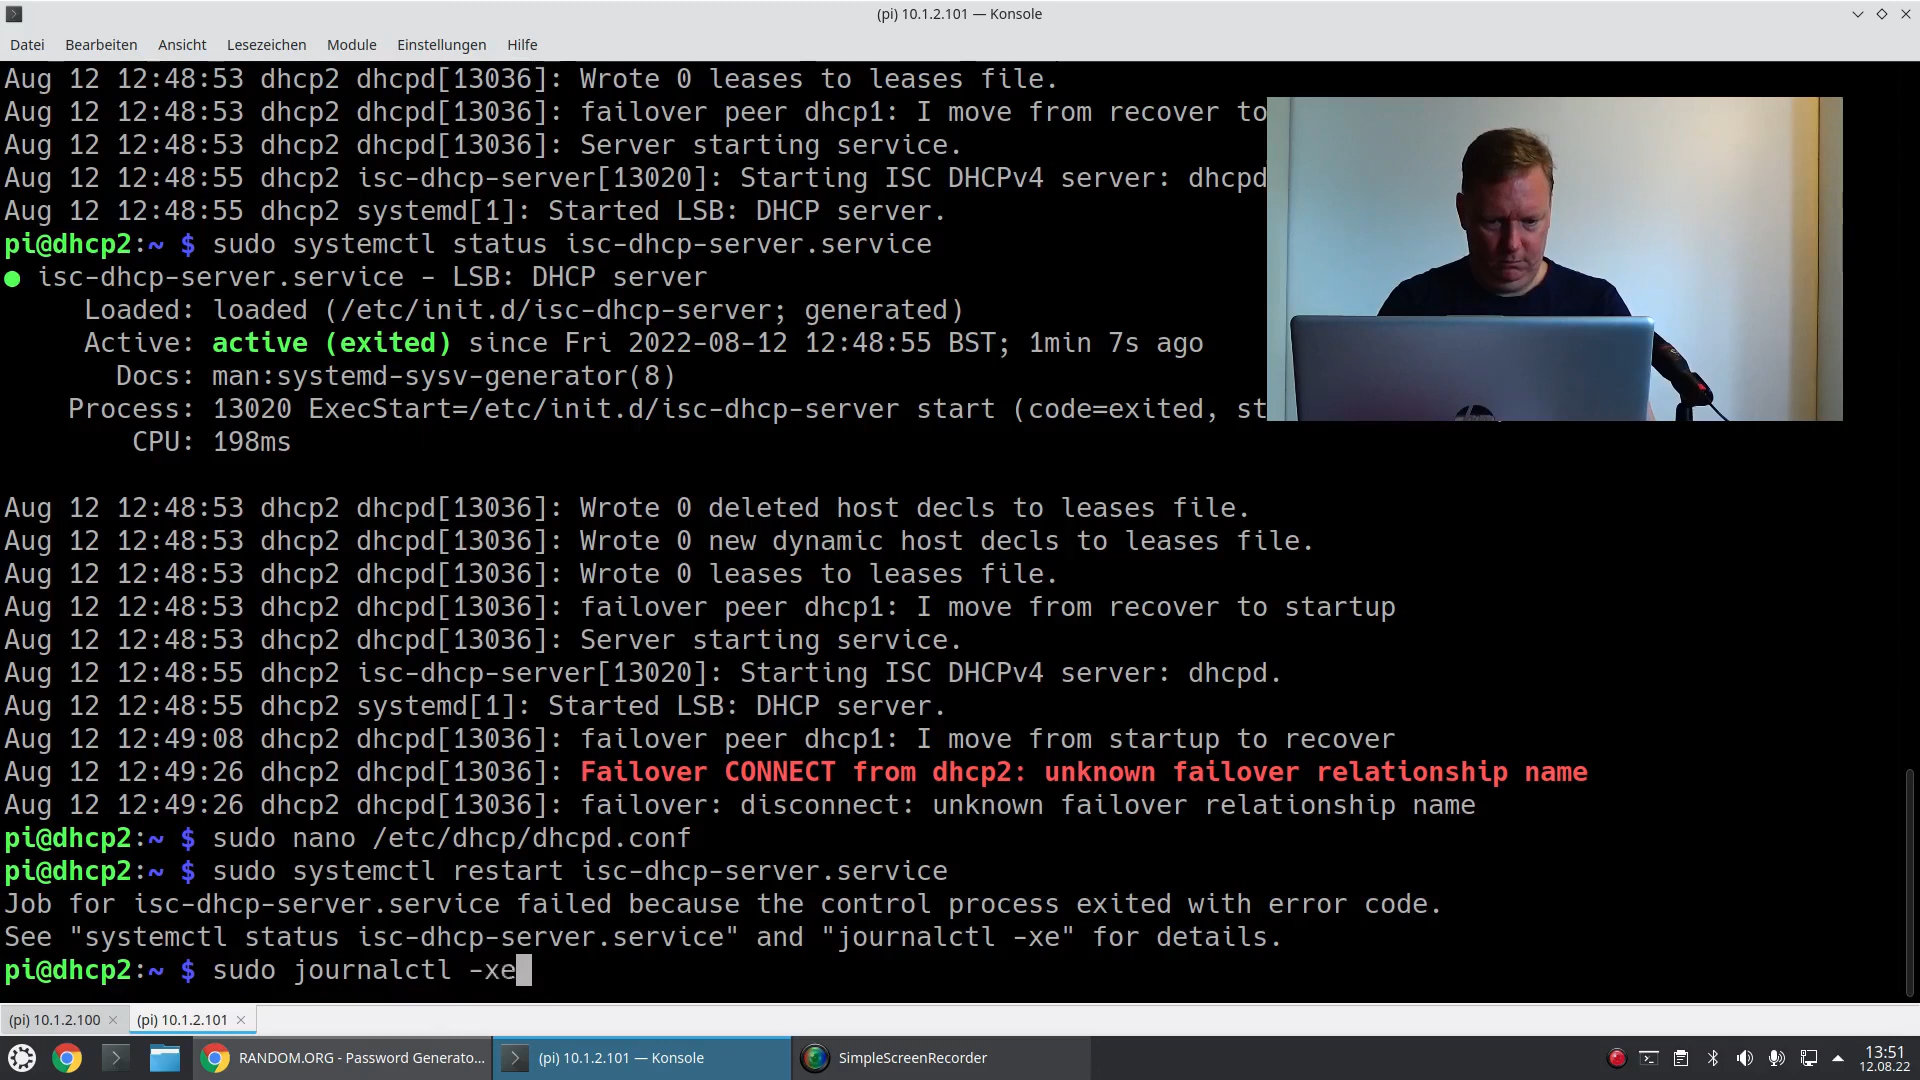 (pi) 10.1.2.101 — Konsole
Datei Bearbeiten Ansicht Lesezeichen Module Einstellungen Hilfe
Aug 12 12:48:53 dhcp2 dhcpd[13036]: Wrote 0 leases to leases file.
Aug 12 12:48:53 dhcp2 dhcpd[13036]: failover peer dhcp1: I move from recover to
Aug 12 12:48:53 dhcp2 dhcpd[13036]: Server starting service.
Aug 12 12:48:55 dhcp2 isc-dhcp-server[13020]: Starting ISC DHCPv4 server: dhcpd
Aug 12 12:48:55 dhcp2 systemd[1]: Started LSB: DHCP server.
pi@dhcp2:~ $ sudo systemctl status isc-dhcp-server.service
● isc-dhcp-server.service - LSB: DHCP server
Loaded: loaded (/etc/init.d/isc-dhcp-server; generated)
Active: active (exited) since Fri 2022-08-12 12:48:55 BST; 1min 7s ago
Docs: man:systemd-sysv-generator(8)
Process: 13020 ExecStart=/etc/init.d/isc-dhcp-server start (code=exited, st
CPU: 198ms
Aug 12 12:48:53 dhcp2 dhcpd[13036]: Wrote 0 deleted host decls to leases file.
Aug 12 12:48:53 dhcp2 dhcpd[13036]: Wrote 0 new dynamic host decls to leases file.
Aug 12 12:48:53 dhcp2 dhcpd[13036]: Wrote 0 leases to leases file.
Aug 12 12:48:53 dhcp2 dhcpd[13036]: failover peer dhcp1: I move from recover to startup
Aug 12 12:48:53 dhcp2 dhcpd[13036]: Server starting service.
Aug 12 12:48:55 dhcp2 isc-dhcp-server[13020]: Starting ISC DHCPv4 server: dhcpd.
Aug 12 12:48:55 dhcp2 systemd[1]: Started LSB: DHCP server.
Aug 12 12:49:08 dhcp2 dhcpd[13036]: failover peer dhcp1: I move from startup to recover
Aug 12 12:49:26 dhcp2 dhcpd[13036]: Failover CONNECT from dhcp2: unknown failover relationship name
Aug 12 12:49:26 dhcp2 dhcpd[13036]: failover: disconnect: unknown failover relationship name
pi@dhcp2:~ $ sudo nano /etc/dhcp/dhcpd.conf
pi@dhcp2:~ $ sudo systemctl restart isc-dhcp-server.service
Job for isc-dhcp-server.service failed because the control process exited with error code.
See "systemctl status isc-dhcp-server.service" and "journalctl -xe" for details.
pi@dhcp2:~ $ sudo journalctl -xe
(pi) 10.1.2.100 (pi) 10.1.2.101
RANDOM.ORG - Password Generato... (pi) 10.1.2.101 — Konsole SimpleScreenRecorder 13:51
12.08.22